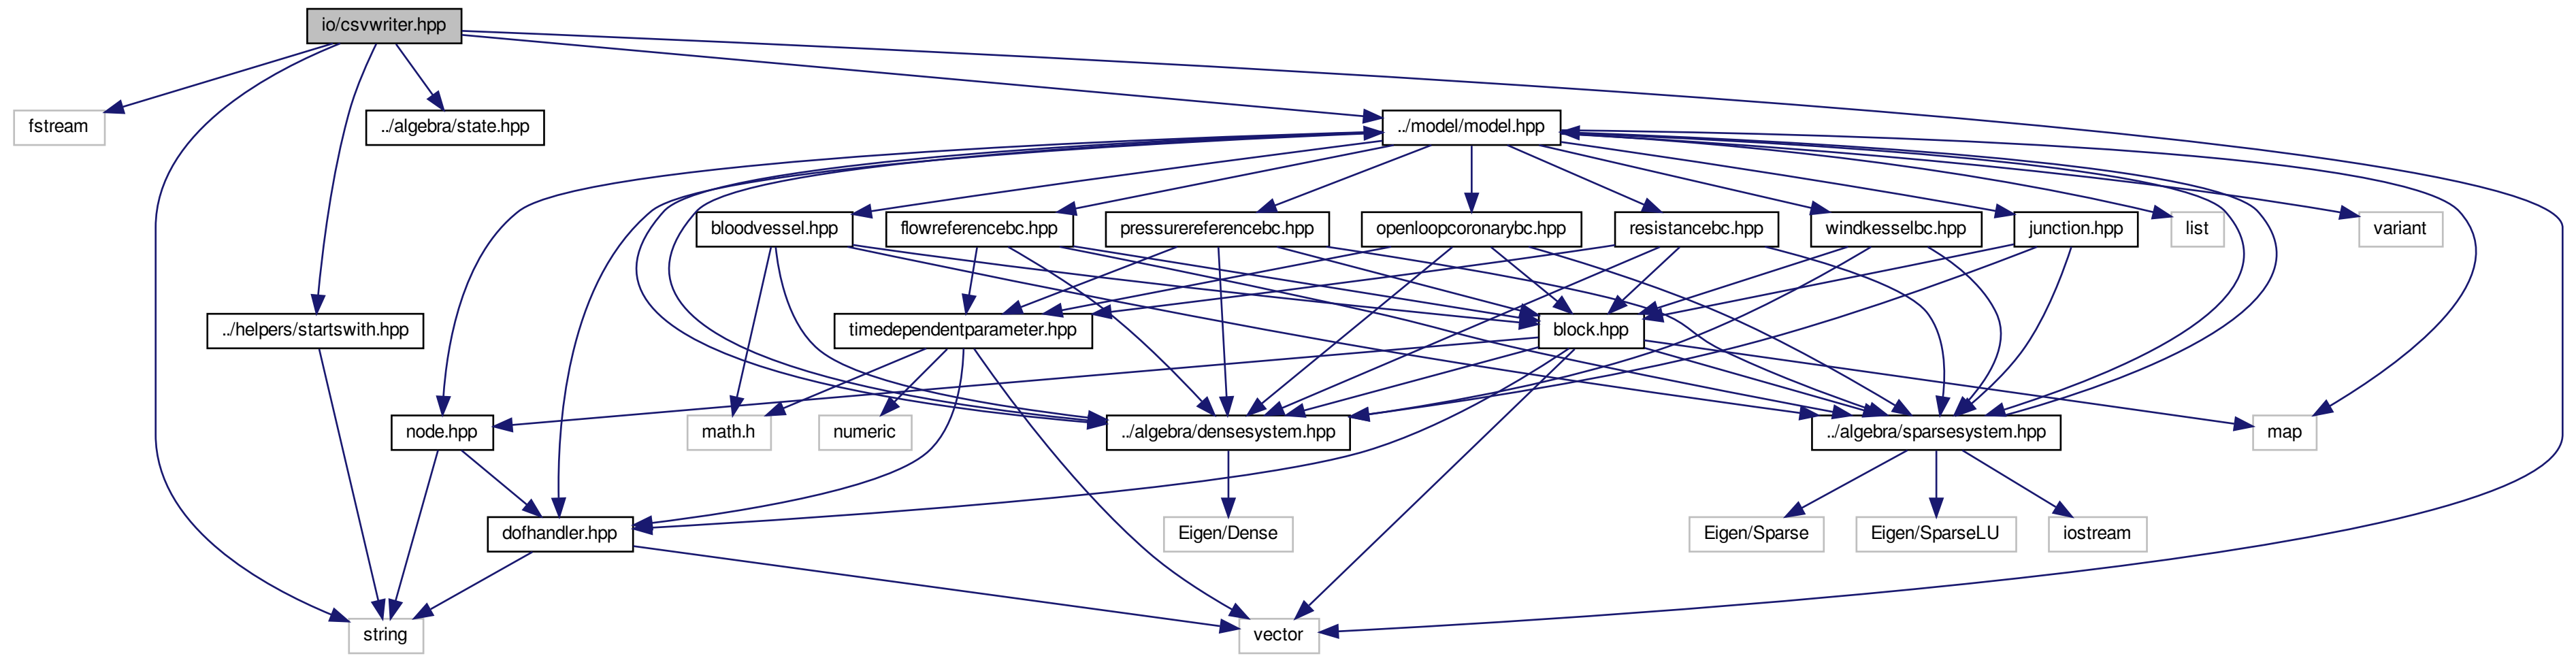 io/csvwriter.hpp
fstream
../algebra/state.hpp
../model/model.hpp
bloodvessel.hpp
flowreferencebc.hpp
pressurereferencebc.hpp
openloopcoronarybc.hpp
resistancebc.hpp
windkesselbc.hpp
junction.hpp
list
variant
../helpers/startswith.hpp
timedependentparameter.hpp
block.hpp
node.hpp
math.h
numeric
../algebra/densesystem.hpp
../algebra/sparsesystem.hpp
map
dofhandler.hpp
Eigen/Dense
Eigen/Sparse
Eigen/SparseLU
iostream
string
vector